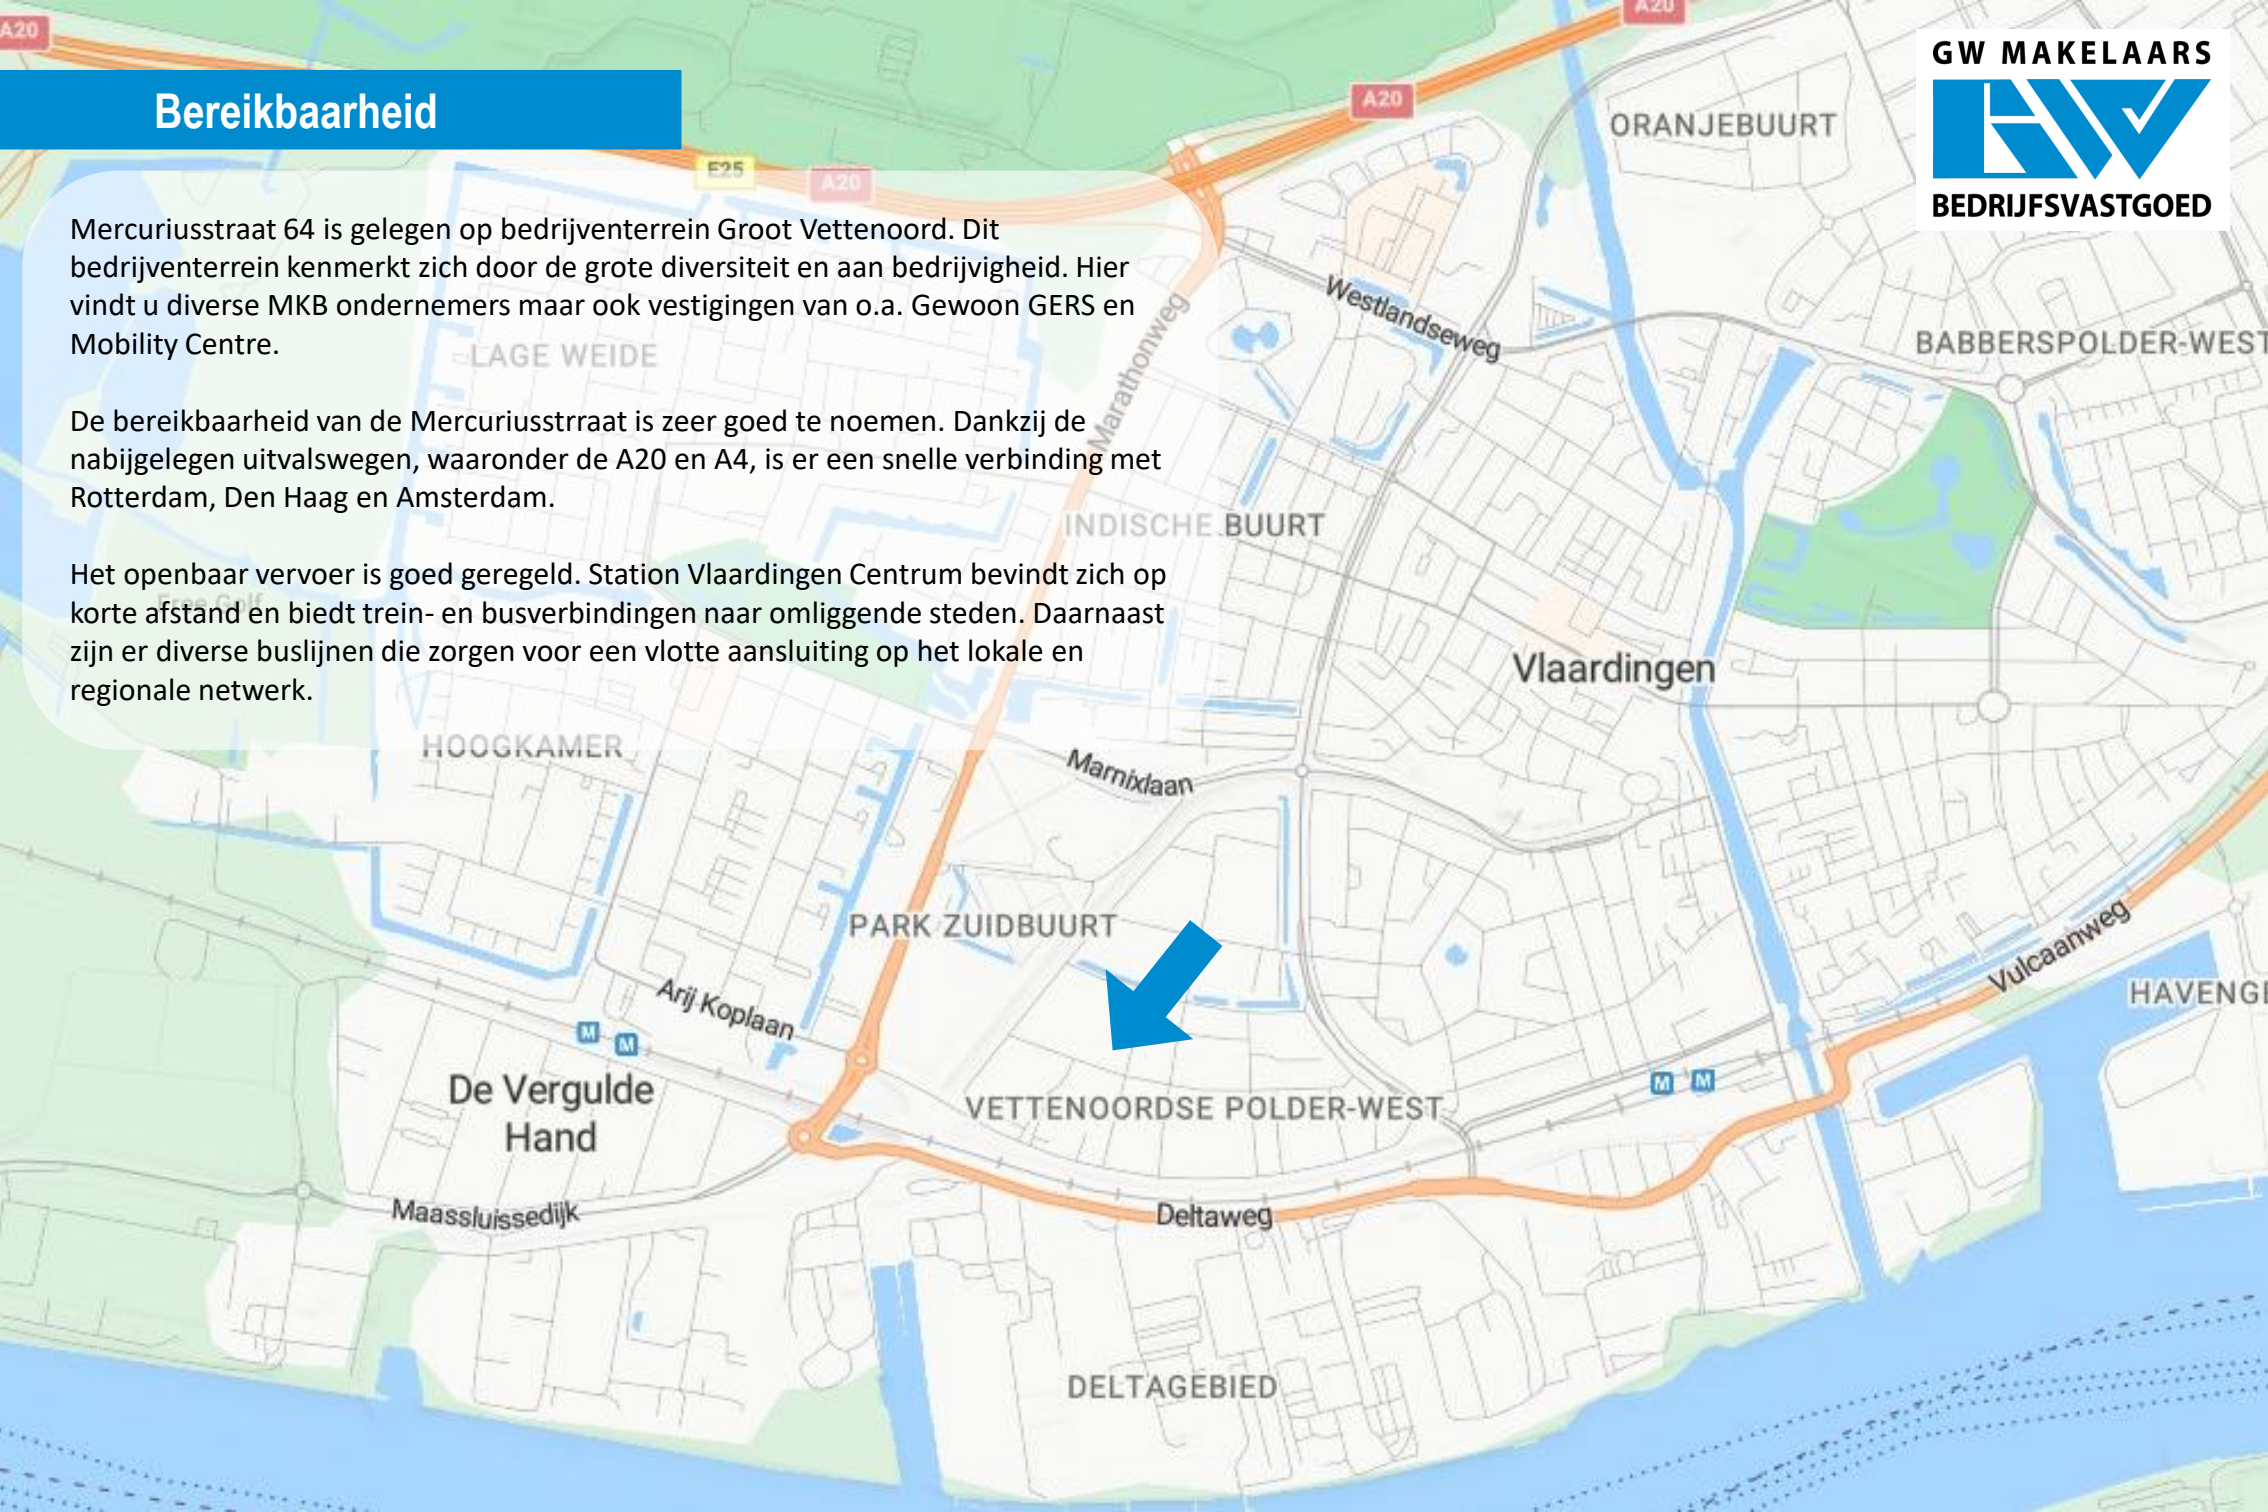 A20
A20
GW MAKELAARS
BEDRIJFSVASTGOED
Bereikbaarheid
A20
ORANJEBUURT
E25
A20
Mercuriusstraat 64 is gelegen op bedrijventerrein Groot Vettenoord. Dit
bedrijventerrein kenmerkt zich door de grote diversiteit en aan bedrijvigheid. Hier
vindt u diverse MKB ondernemers maar ook vestigingen van o.a. Gewoon GERS en
Mobility Centre.
De bereikbaarheid van de Mercuriusstrraat is zeer goed te noemen. Dankzij de
nabijgelegen uitvalswegen, waaronder de A20 en A4, is er een snelle verbinding met
Rotterdam, Den Haag en Amsterdam.
Het openbaar vervoer is goed geregeld. Station Vlaardingen Centrum bevindt zich op
korte afstand en biedt trein- en busverbindingen naar omliggende steden. Daarnaast
zijn er diverse buslijnen die zorgen voor een vlotte aansluiting op het lokale en
regionale netwerk.
Westlandseweg
Marathonweg
BABBERSPOLDER-WEST
LAGE WEIDE
INDISCHE BUURT
Free Golf
Vlaardingen
HOOGKAMER
Marnixlaan
PARK ZUIDBUURT
Vulcaanweg
HAVENG
Arij Koplaan
M M
De Vergulde
Hand
VETTENOORDSE POLDER-WEST
M M
Maassluissedijk
Deltaweg
DELTAGEBIED